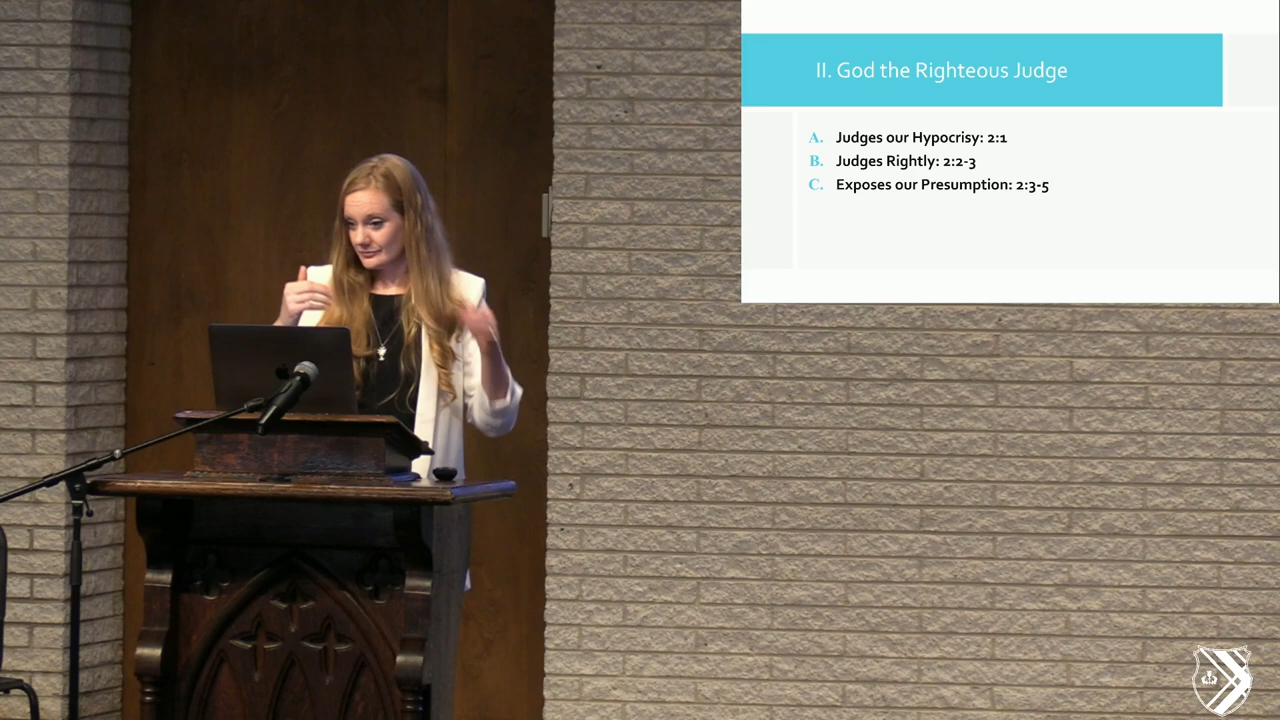 II. God the Righteous Judge
A. Judges our Hypocrisy: 2:1
B. Judges Rightly: 2:2-3
C. Exposes our Presumption: 2:3-5